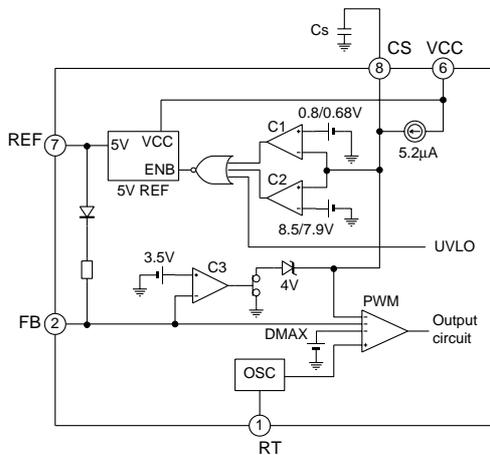 Cs
CS
VCC
8
6
0.8/0.68V
REF
7
5V
VCC
C1
5.2µA
ENB
5V REF
C2
8.5/7.9V
UVLO
3.5V
C3
4V
PWM
FB
2
DMAX
Output
circuit
OSC
1
RT